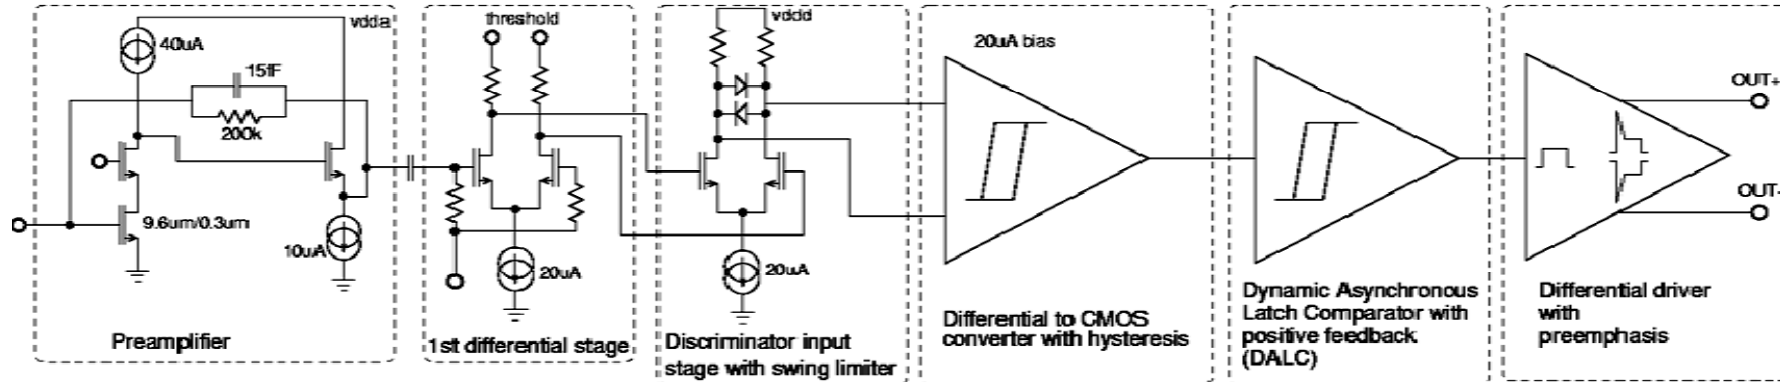 vdda
40uA
15fF
200k
9.6um/0.3um
10uA
Preamplifier
threshold
20uA
1st differential stage
vddd
20uA
Discriminator input
stage with swing limiter
20uA bias
Differential to CMOS
converter with hysteresis
Dynamic Asynchronous
Latch Comparator with
positive feedback
(DALC)
OUT+
OUT-
Differential driver
with
preemphasis